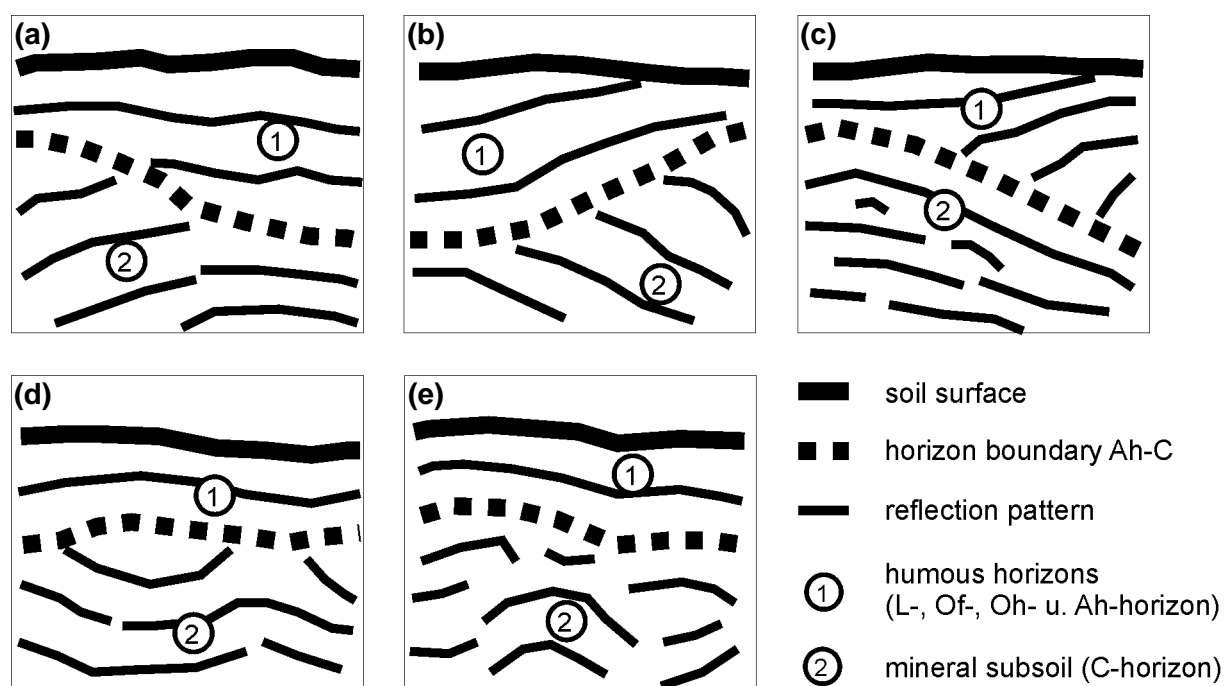 (a)
1
2
(b)
1
2
(c)
1
2
(d)
1
2
(e)
1
2
soil surface
horizon boundary Ah-C
reflection pattern
1
humous horizons
(L-, Of-, Oh- u. Ah-horizon)
2
mineral subsoil (C-horizon)